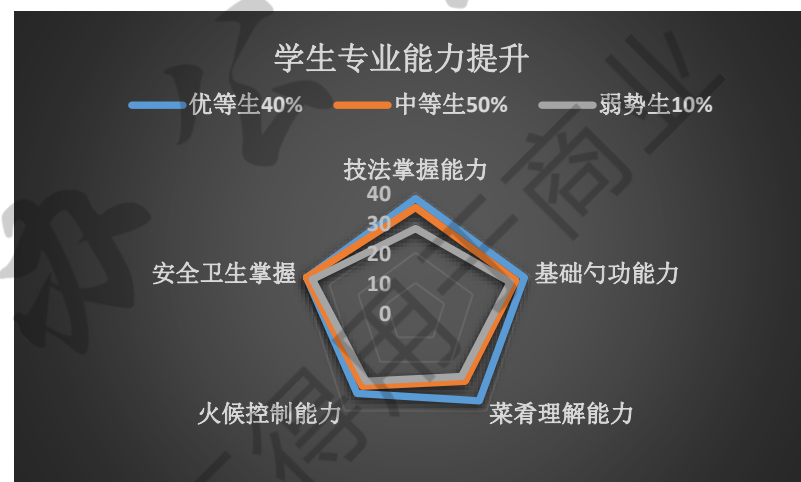 学生专业能力提升
优等生40% 中等生50% 弱势生10%
技法掌握能力
40
30
20
10
0
安全卫生掌握
基础勺功能力
火候控制能力
菜肴理解能力